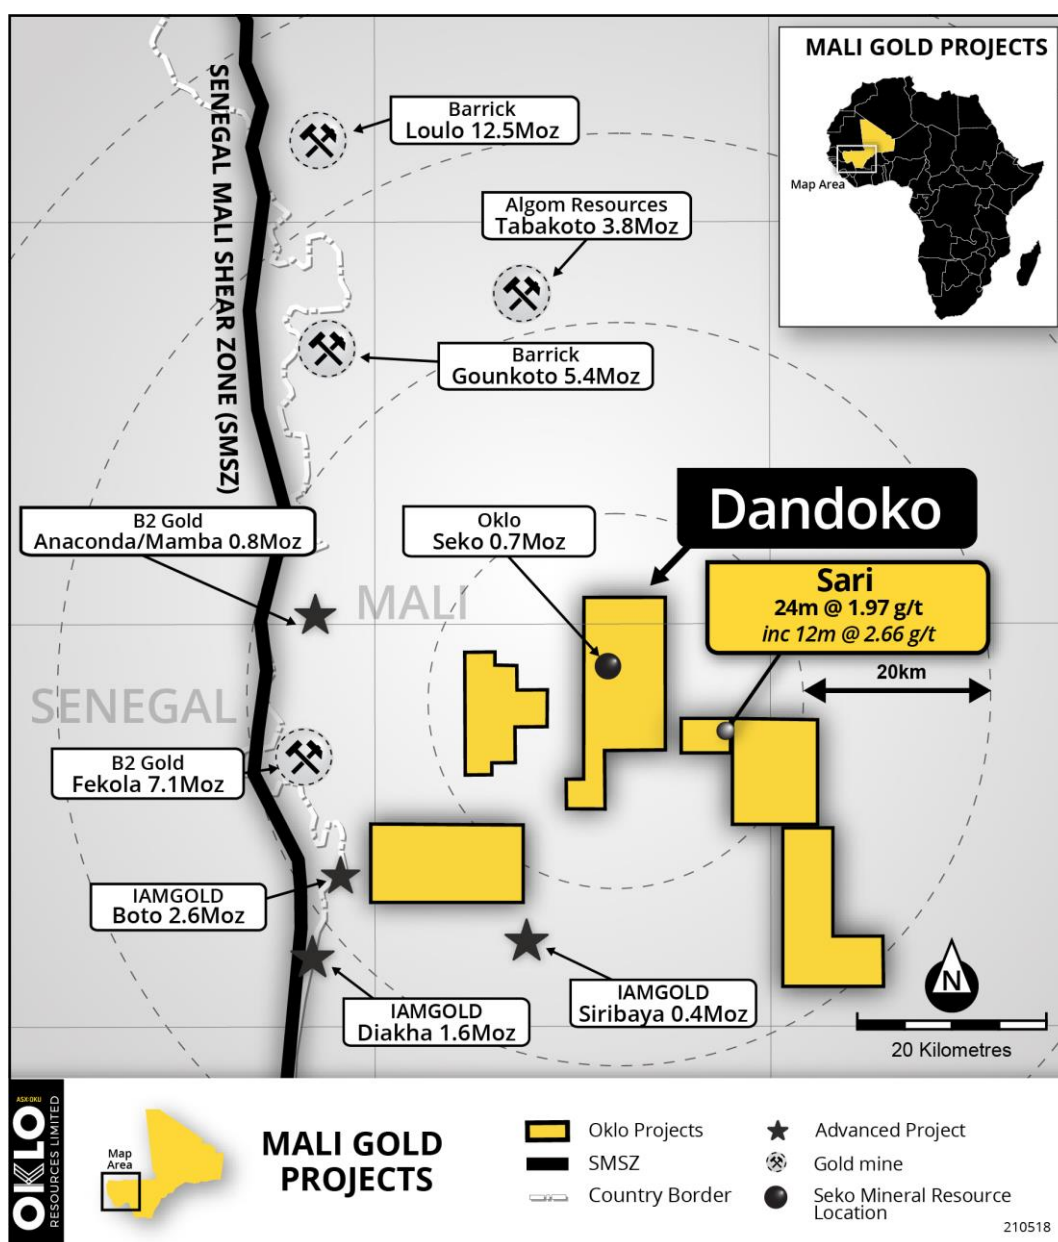 MALI GOLD PROJECTS
Map Area
SENEGAL MALI SHEAR ZONE (SMSZ)
Barrick
Loulo 12.5Moz
Algom Resources
Tabakoto 3.8Moz
Barrick
Gounkoto 5.4Moz
Dandoko
B2 Gold
Anaconda/Mamba 0.8Moz
Oklo
Seko 0.7Moz
Sari
24m @ 1.97 g/t
inc 12m @ 2.66 g/t
MALI
20km
SENEGAL
B2 Gold
Fekola 7.1Moz
IAMGOLD
Boto 2.6Moz
IAMGOLD
Diakha 1.6Moz
IAMGOLD
Siribaya 0.4Moz
N
20 Kilometres
ASX:OKU
OKLO
RESOURCES LIMITED
Map
Area
MALI GOLD
PROJECTS
Oklo Projects
SMSZ
Country Border
Advanced Project
Gold mine
Seko Mineral Resource
Location
210518